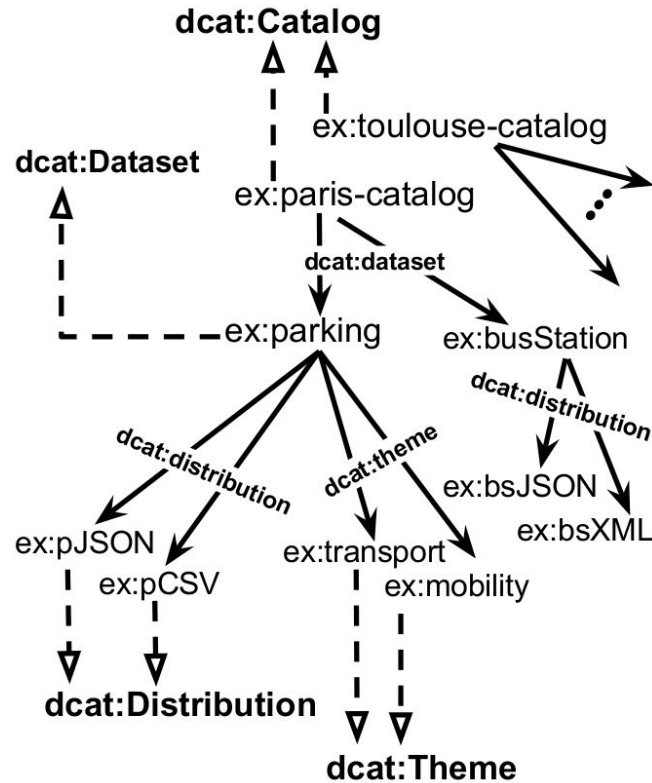 dcat:Catalog
ex:toulouse-catalog
dcat:Dataset
ex:paris-catalog
dcat:dataset
ex:parking
ex:busStation
dcat:distribution
dcat:distribution
dcat:theme
ex:bsJSON
ex:bsXML
ex:pJSON
ex:pCSV
ex:transport
ex:mobility
dcat:Distribution
dcat:Theme